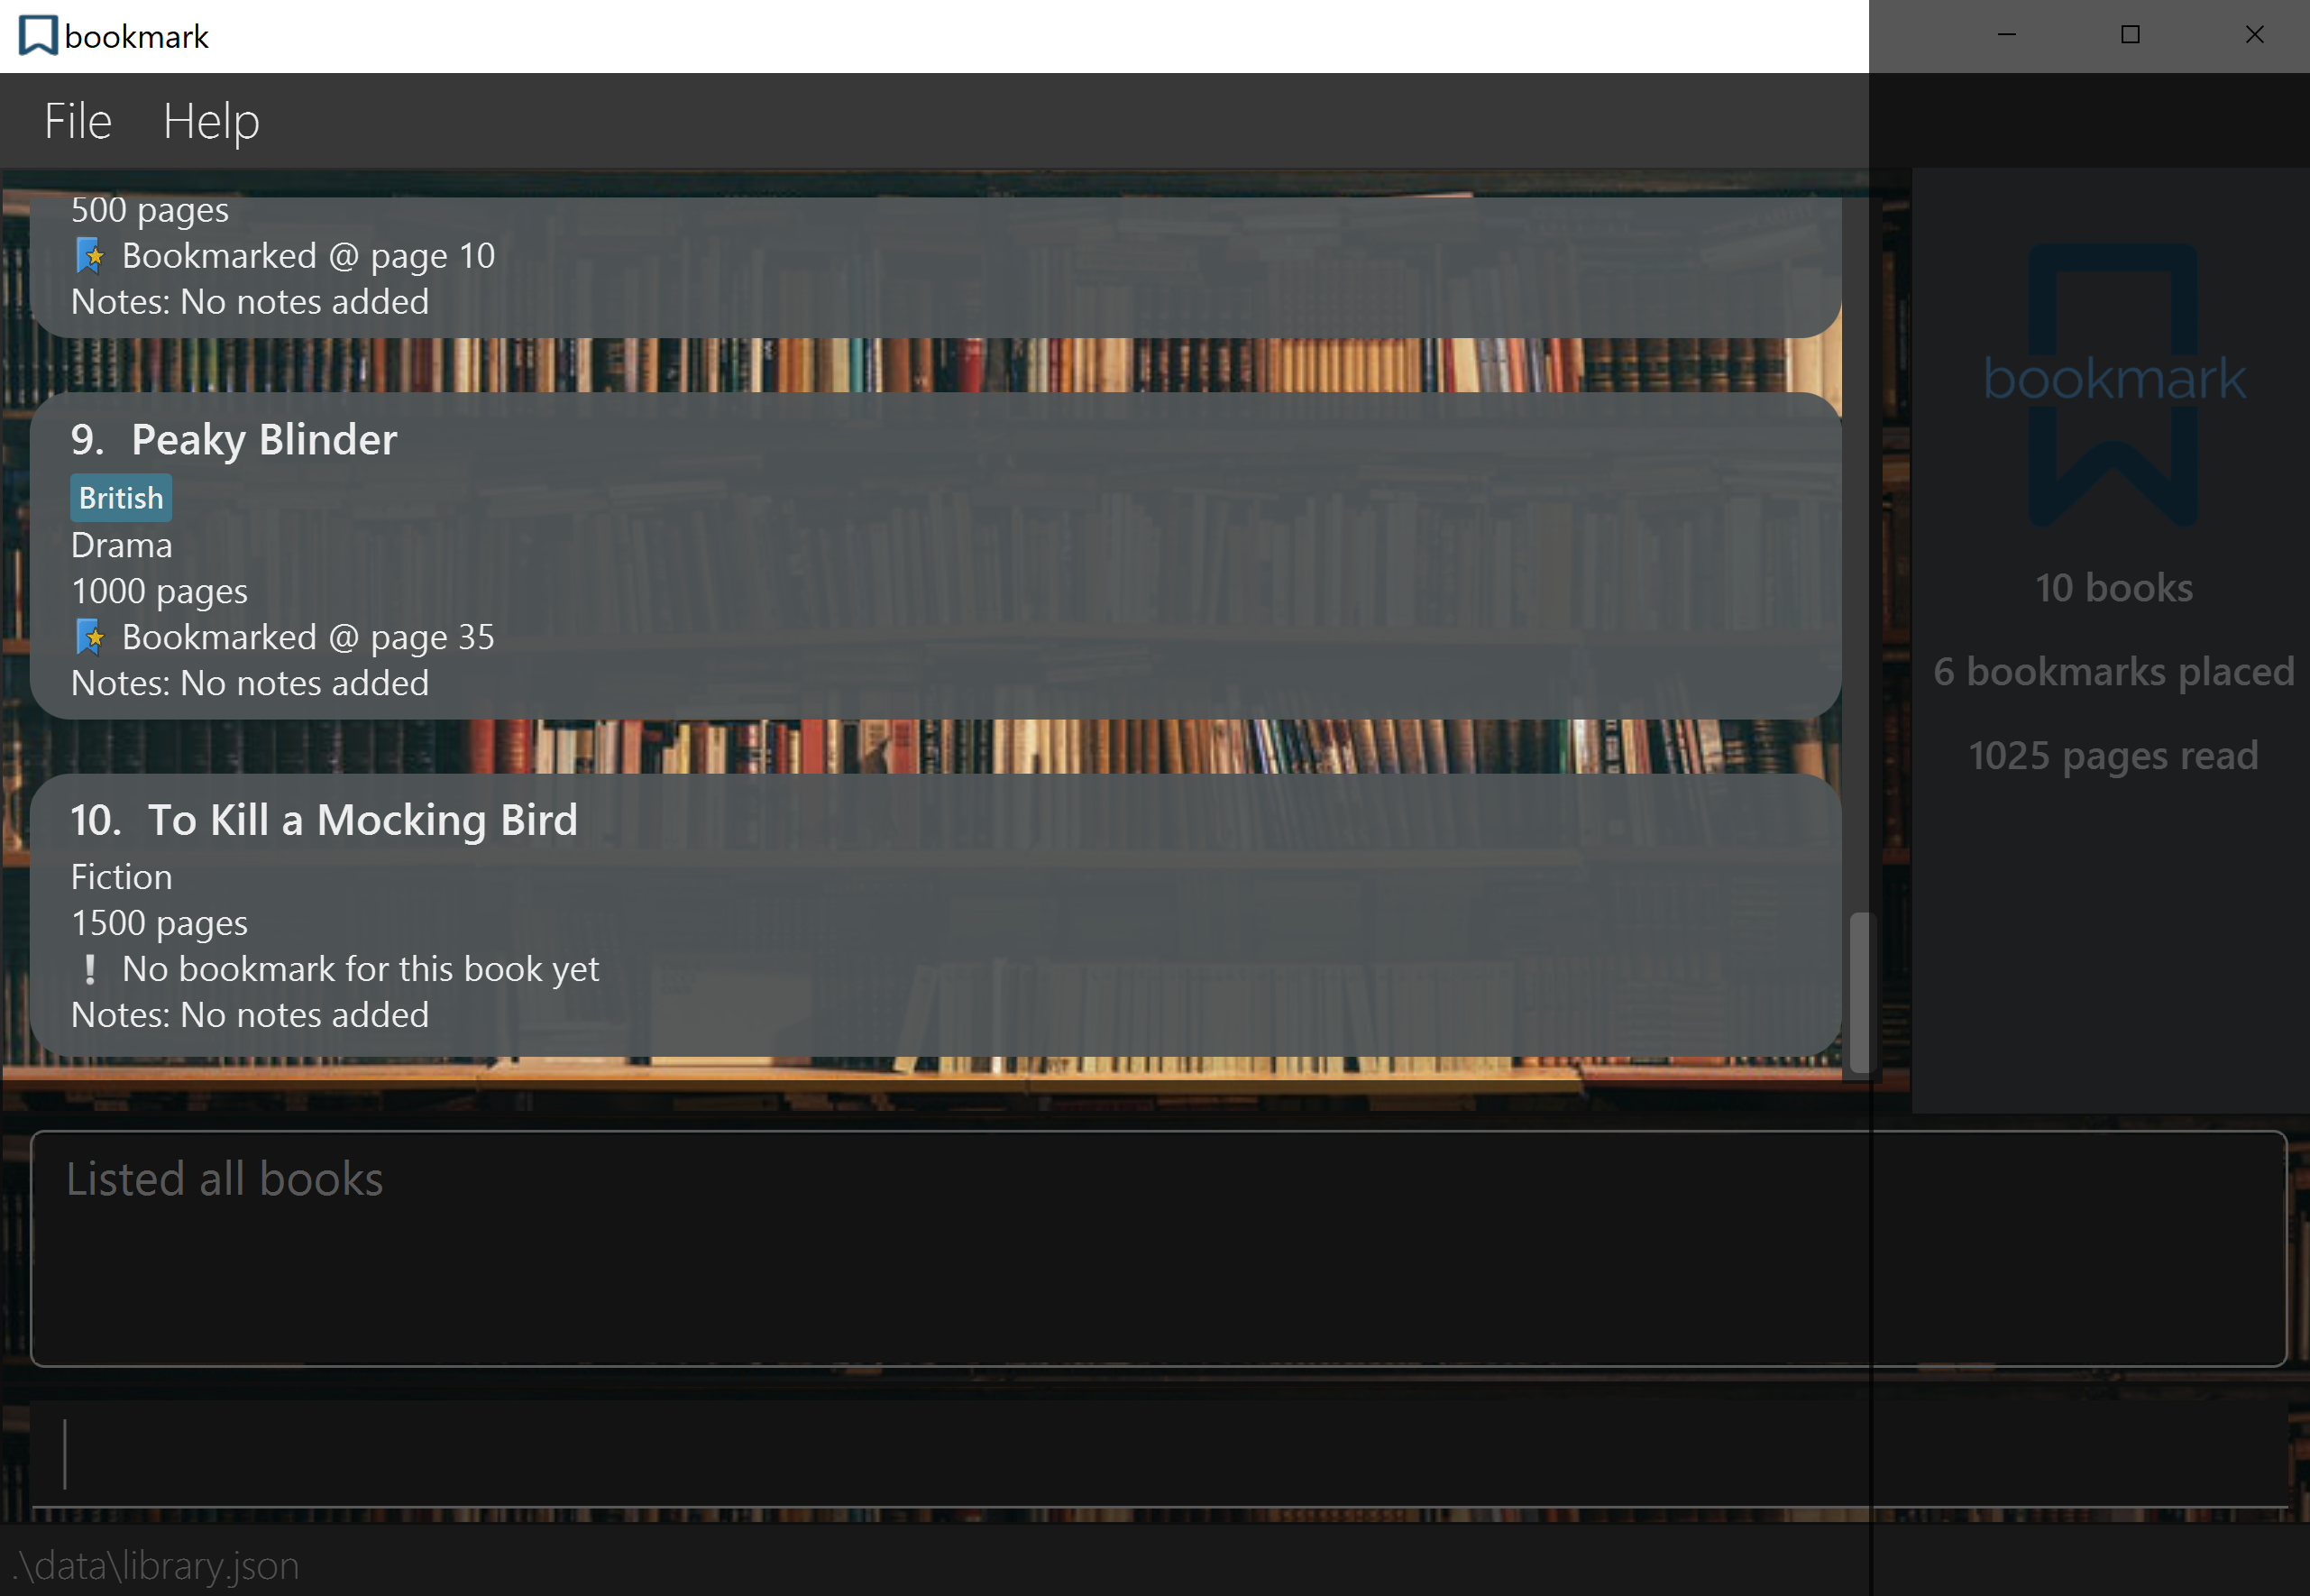 bookmark
File Help
500 pages
Bookmarked @ page 10
Notes: No notes added
9. Peaky Blinder
British
Drama
1000 pages
Bookmarked @ page 35
Notes: No notes added
10. To Kill a Mocking Bird
Fiction
1500 pages
No bookmark for this book yet
Notes: No notes added
bookmark
10 books
6 bookmarks placed
1025 pages read
Listed all books
.\data\library.json